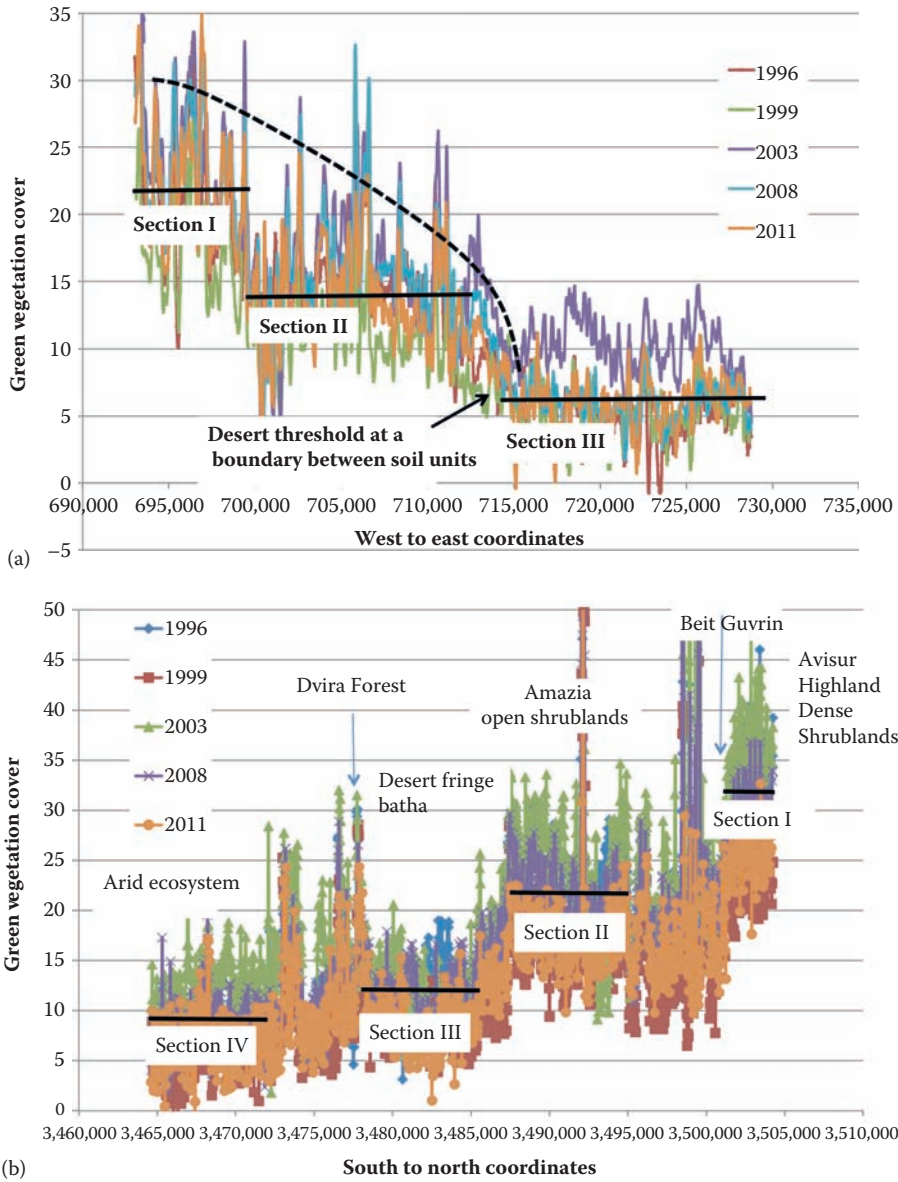 35
30
25
20
15
10
5
0
−5
Green vegetation cover
1996
1999
2003
2008
2011
Section I
Section II
Desert threshold at a
boundary between soil units
Section III
690,000 695,000 700,000 705,000 710,000 715,000 720,000 725,000 730,000 735,000
West to east coordinates
(a)
50
45
40
35
30
25
20
15
10
5
0
Green vegetation cover
1996
1999
2003
2008
2011
Beit Guvrin
Avisur
Highland
Dense
Shrublands
Dvira Forest
Amazia
open shrublands
Desert fringe
batha
Section I
Arid ecosystem
Section II
Section III
Section IV
3,460,000 3,465,000 3,470,000 3,475,000 3,480,000 3,485,000 3,490,000 3,495,000 3,500,000 3,505,000 3,510,000
South to north coordinates
(b)